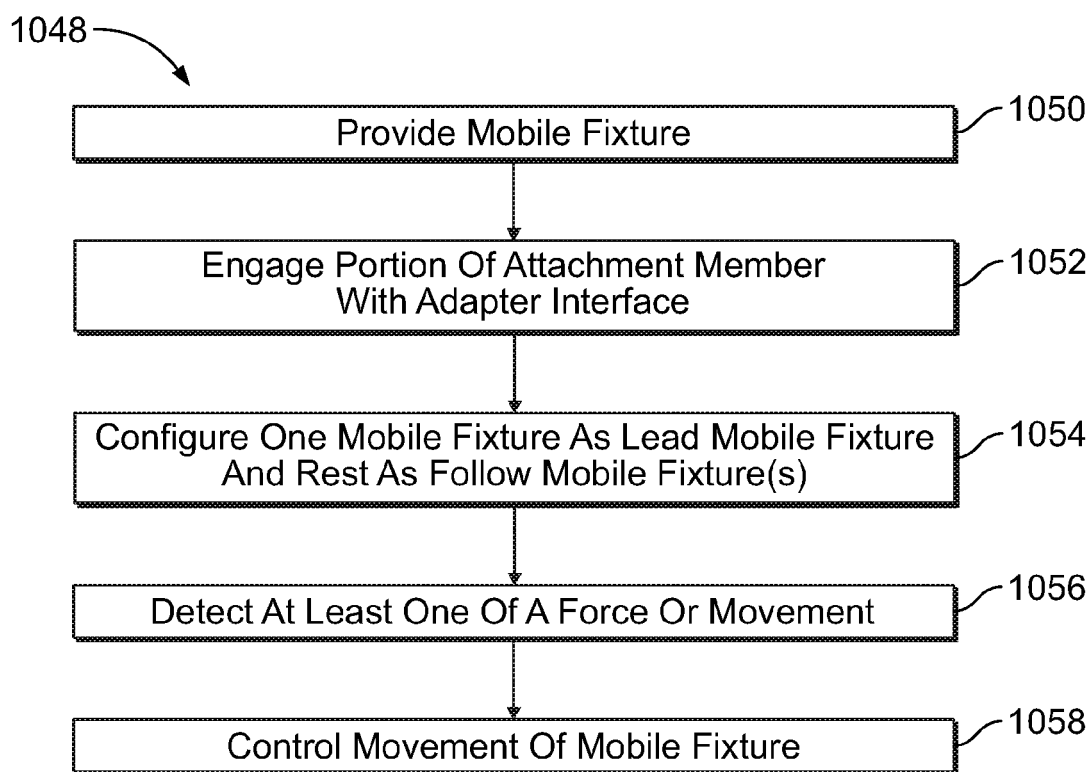 1048
Provide Mobile Fixture
1050
Engage Portion Of Attachment Member
With Adapter Interface
1052
Configure One Mobile Fixture As Lead Mobile Fixture
And Rest As Follow Mobile Fixture(s)
1054
Detect At Least One Of A Force Or Movement
1056
Control Movement Of Mobile Fixture
1058